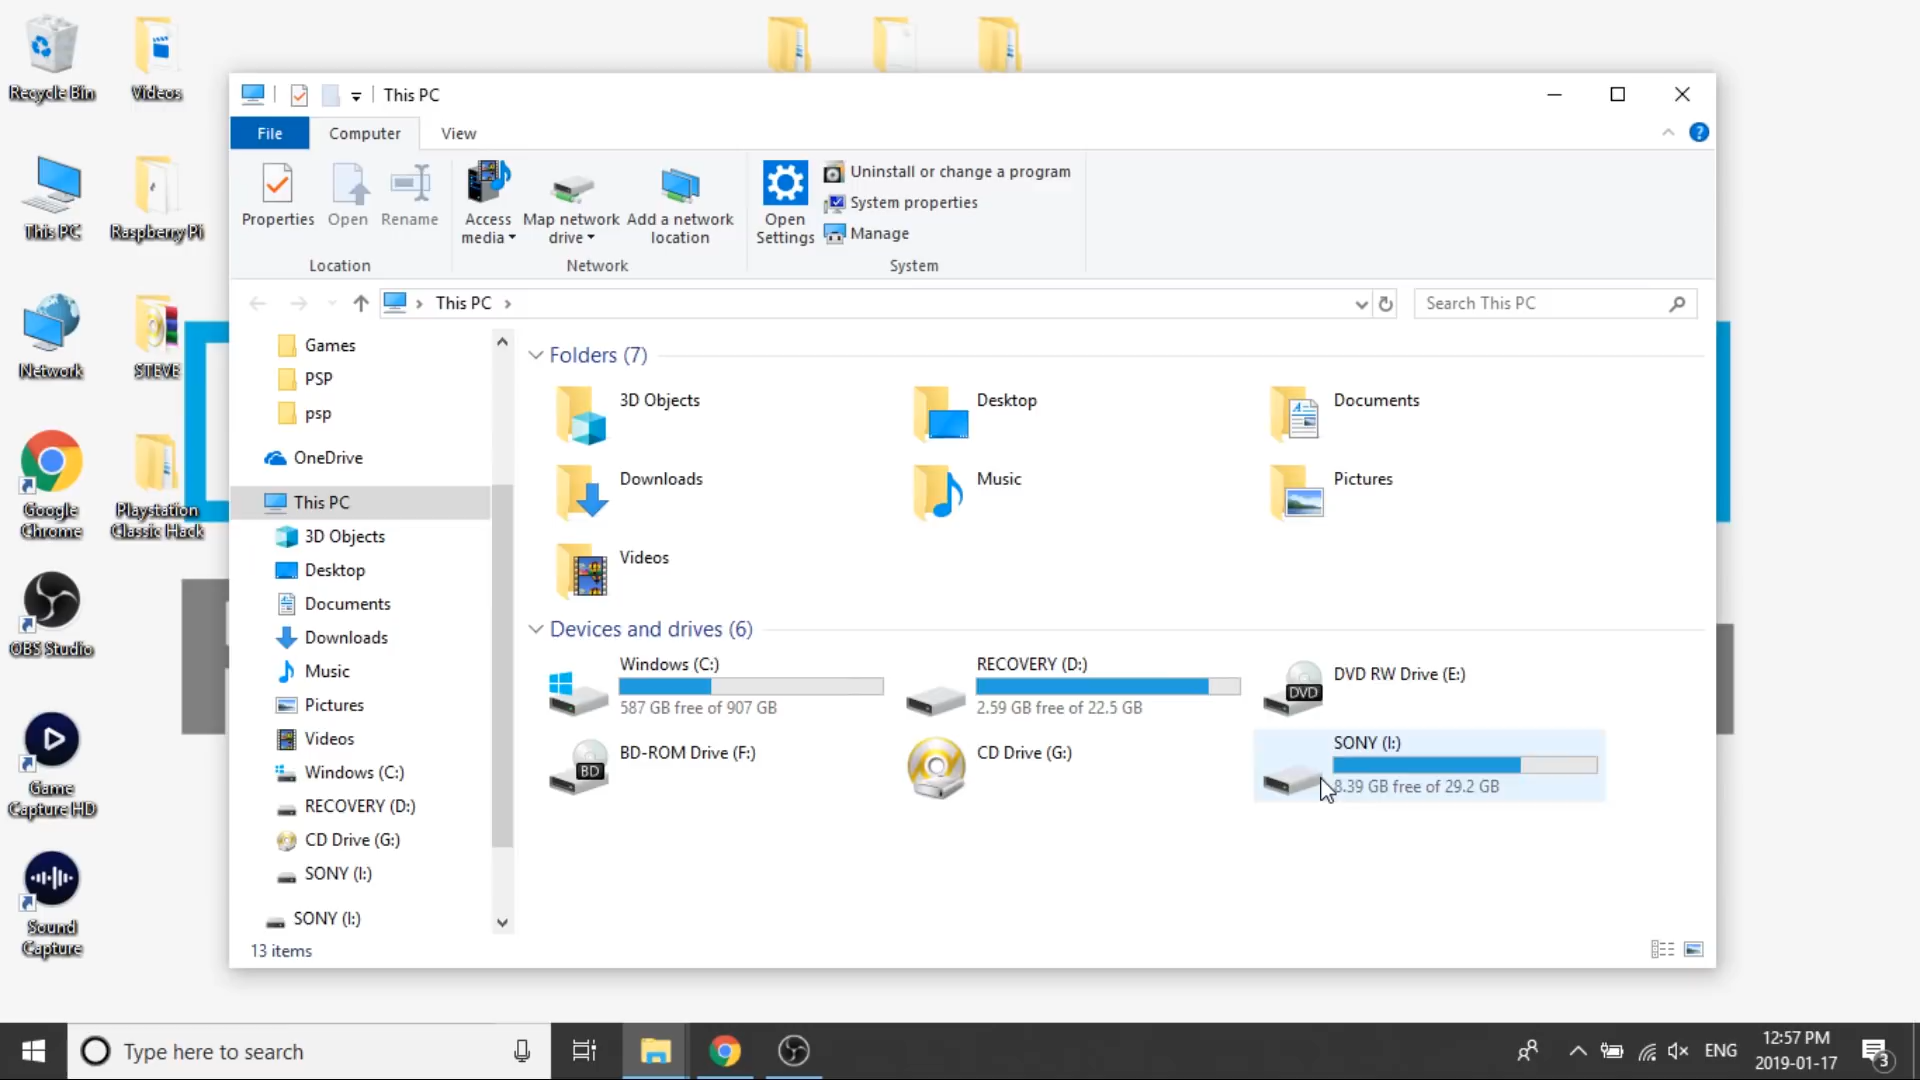 Recycle Bin
Videos
This PC
Raspberry Pi
Network
STEVE
Google
Chrome
Playstation
Classic Hack
OBS Studio
Game
Capture HD
Sound
Capture
This PC
File
Computer
View
?
Properties
Open
Rename
Access
media
Map network
drive
Add a network
location
Open
Settings
Uninstall or change a program
System properties
Manage
Location
Network
System
This PC
Search This PC
Games
PSP
psp
OneDrive
This PC
3D Objects
Desktop
Documents
Downloads
Music
Pictures
Videos
Windows (C:)
RECOVERY (D:)
CD Drive (G:)
SONY (I:)
SONY (I:)
Folders (7)
3D Objects
Desktop
Documents
Downloads
Music
Pictures
Videos
Devices and drives (6)
Windows (C:)
587 GB free of 907 GB
RECOVERY (D:)
2.59 GB free of 22.5 GB
DVD
DVD RW Drive (E:)
BD
BD-ROM Drive (F:)
CD Drive (G:)
SONY (I:)
8.39 GB free of 29.2 GB
13 items
Type here to search
ENG
12:57 PM
2019-01-17
3